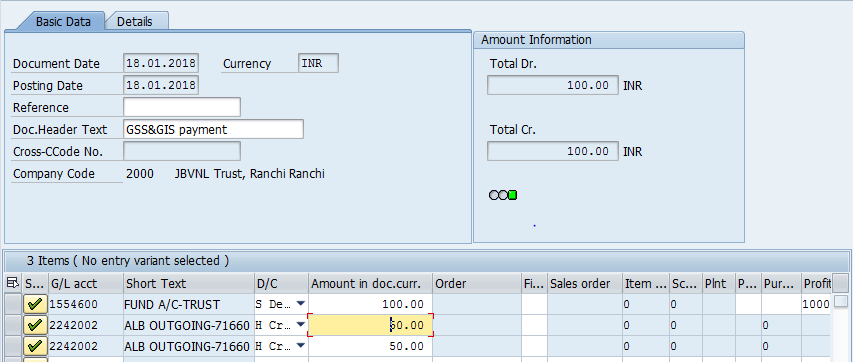 Basic Data Details
Document Date 18.01.2018 Currency INR
Posting Date 18.01.2018
Reference
Doc.Header Text GSS&GIS payment
Cross-CCode No.
Company Code 2000 JBVNL Trust, Ranchi Ranchi
Amount Information
Total Dr.
100.00 INR
Total Cr.
100.00 INR
3 Items ( No entry variant selected )
S... G/L acct Short Text D/C Amount in doc.curr. Order Fi... Sales order Item ... Sc... Plnt P... Pur... Profit
1554600 FUND A/C-TRUST S De... 100.00 0 0 1000
2242002 ALB OUTGOING-71660 H Cr... 50.00 0 0 0
2242002 ALB OUTGOING-71660 H Cr... 50.00 0 0 0